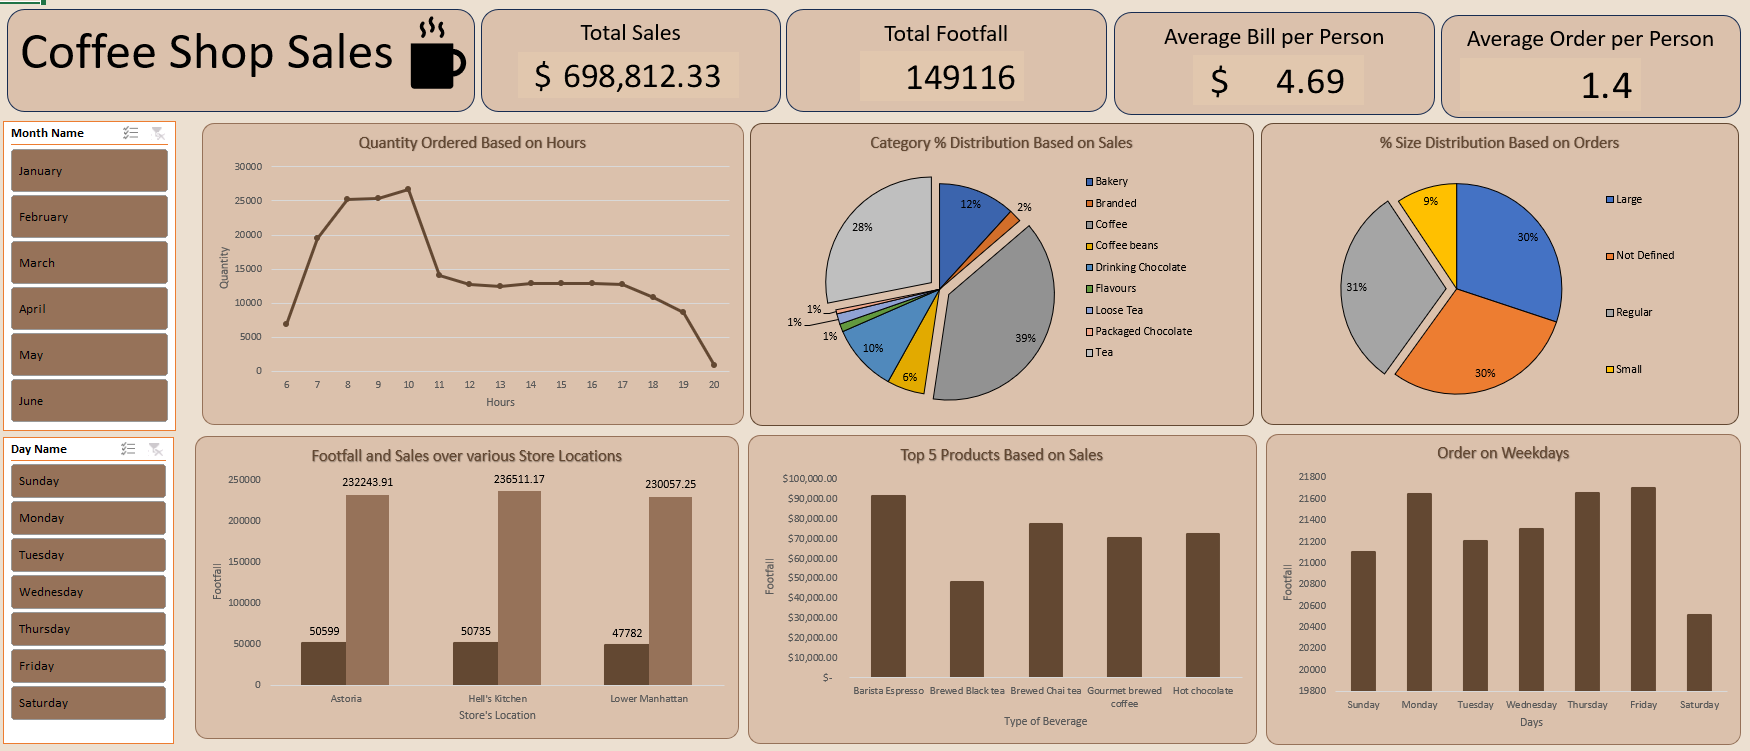 Coffee Shop Sales
Total Sales
$ 698,812.33
Total Footfall
149116
Average Bill per Person
$ 4.69
Average Order per Person
1.4
Month Name
January
February
March
April
May
June
Day Name
Sunday
Monday
Tuesday
Wednesday
Thursday
Friday
Saturday
Quantity Ordered Based on Hours
Quantity
30000
25000
20000
15000
10000
5000
0
6 7 8 9 10 11 12 13 14 15 16 17 18 19 20
Hours
Category % Distribution Based on Sales
12%
2%
39%
6%
10%
1%
1%
1%
28%
Bakery
Branded
Coffee
Coffee beans
Drinking Chocolate
Flavours
Loose Tea
Packaged Chocolate
Tea
% Size Distribution Based on Orders
30%
30%
31%
9%
Large
Not Defined
Regular
Small
Footfall and Sales over various Store Locations
Footfall
250000
200000
150000
100000
50000
0
50599
232243.91
50735
236511.17
47782
230057.25
Astoria Hell's Kitchen Lower Manhattan
Store's Location
Top 5 Products Based on Sales
Footfall
$100,000.00
$90,000.00
$80,000.00
$70,000.00
$60,000.00
$50,000.00
$40,000.00
$30,000.00
$20,000.00
$10,000.00
$-
Barista Espresso Brewed Black tea Brewed Chai tea Gourmet brewed Hot chocolate
coffee
Type of Beverage
Order on Weekdays
Footfall
21800
21600
21400
21200
21000
20800
20600
20400
20200
20000
19800
Sunday Monday Tuesday Wednesday Thursday Friday Saturday
Days